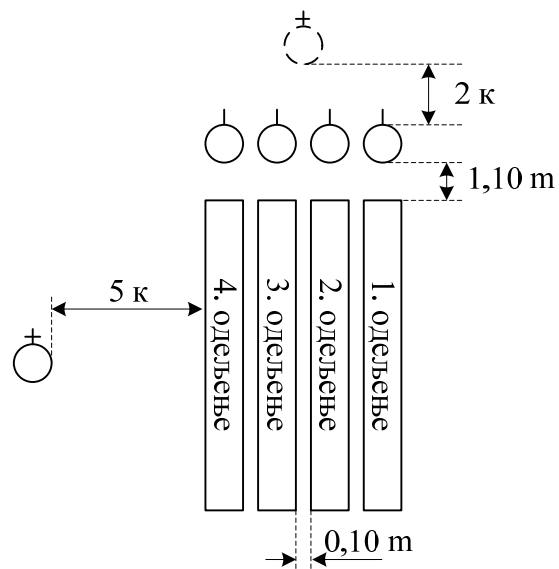 2 к
1,10 m
5 к
4. одељење
3. одељење
2. одељење
1. одељење
0,10 m